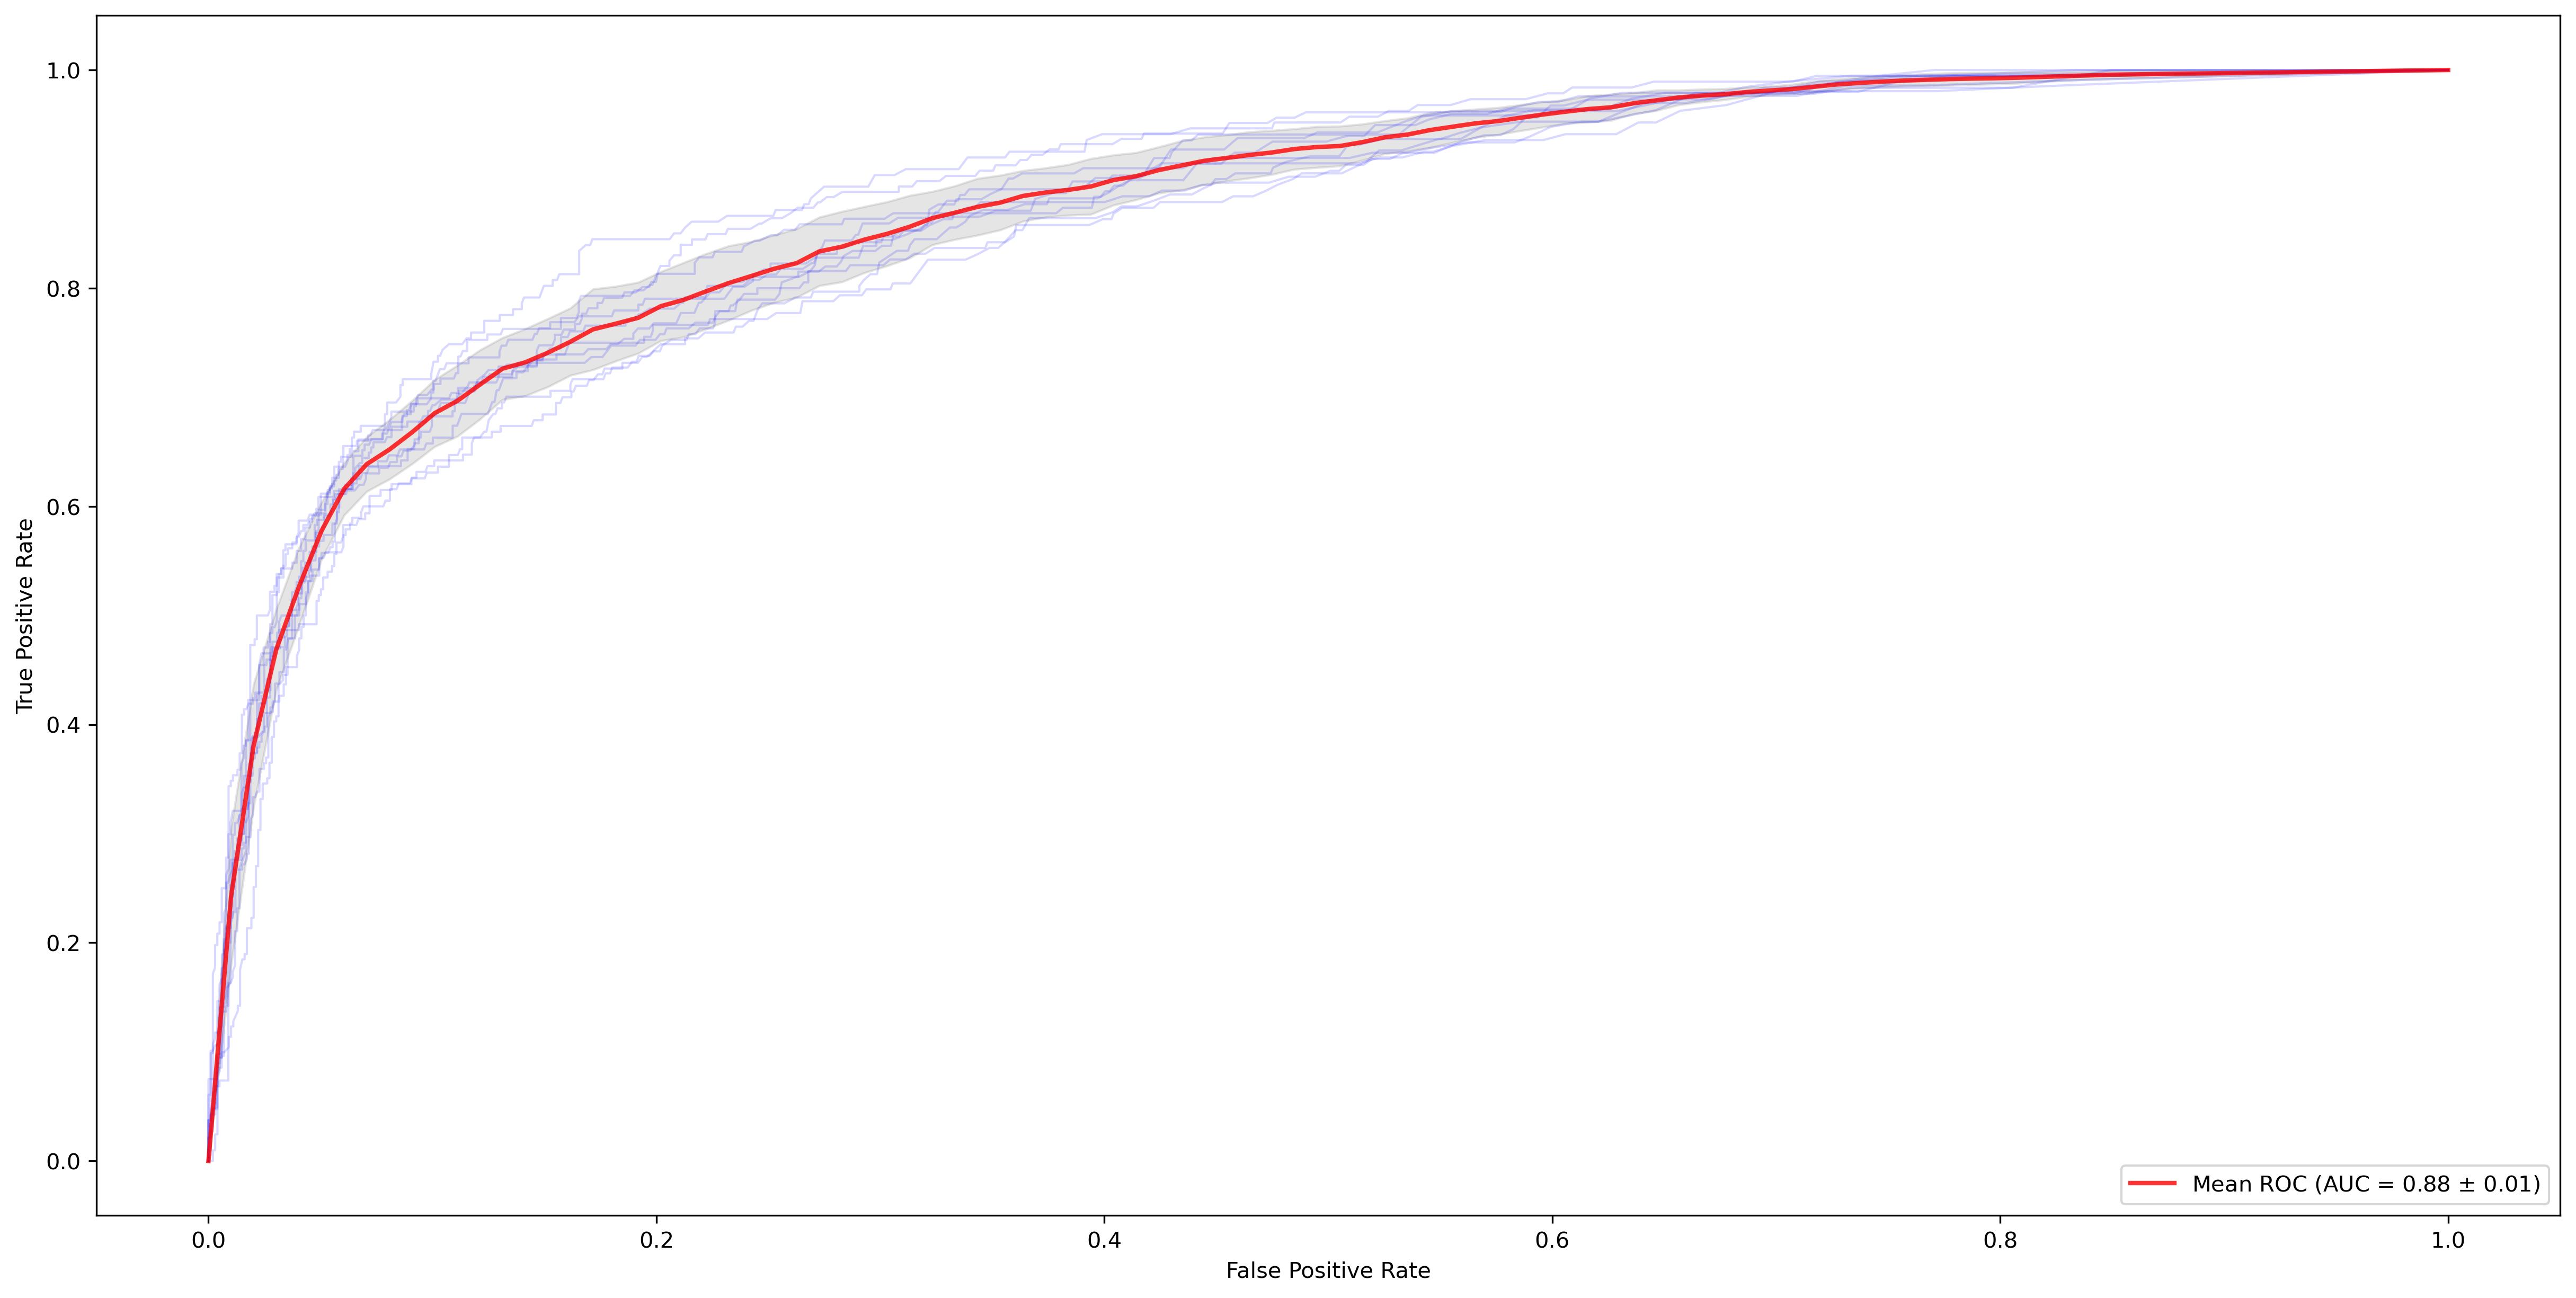 1.0
0.8
0.6
0.4
0.2
0.0
True Positive Rate
0.0 0.2 0.4 0.6 0.8 1.0
False Positive Rate
Mean ROC (AUC = 0.88 ± 0.01)